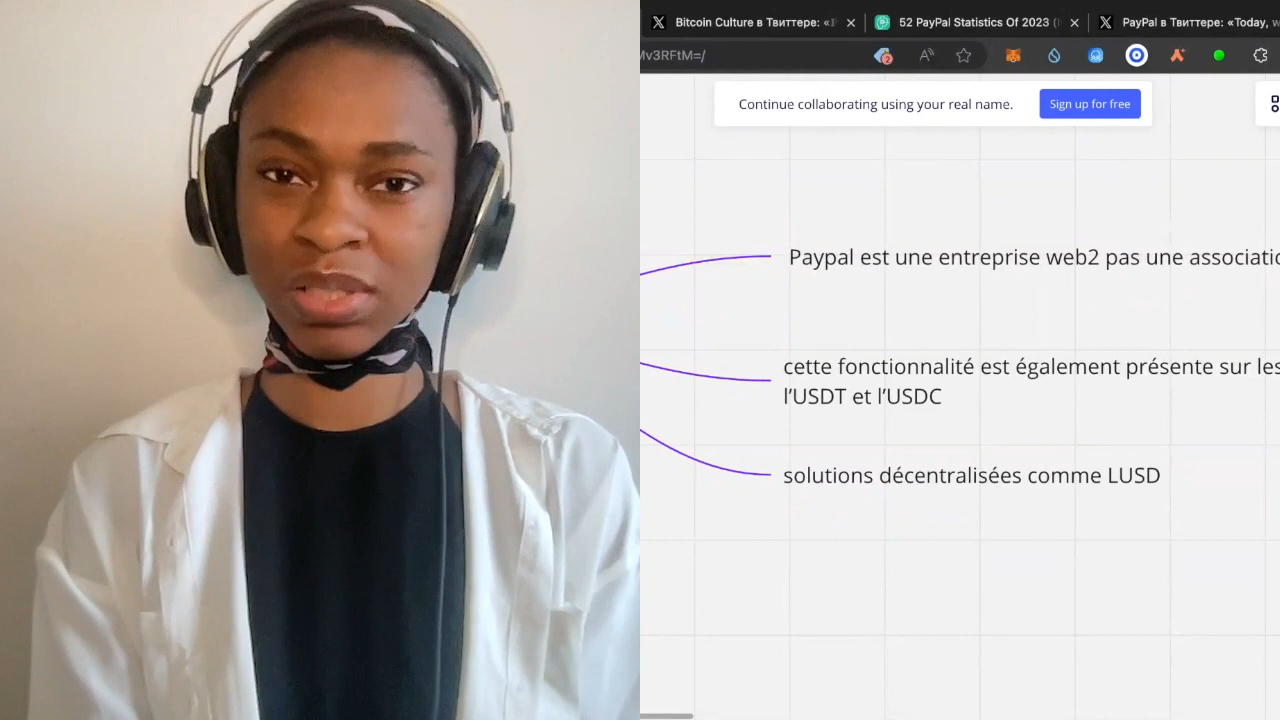 Bitcoin Culture в Твиттере: «
52 PayPal Statistics Of 2023 (
PayPal в Твиттере: «Today, w
Mv3RFtM=/
2
Continue collaborating using your real name.
Sign up for free
Paypal est une entreprise web2 pas une associatio
cette fonctionnalité est également présente sur les
l’USDT et l’USDC
solutions décentralisées comme LUSD